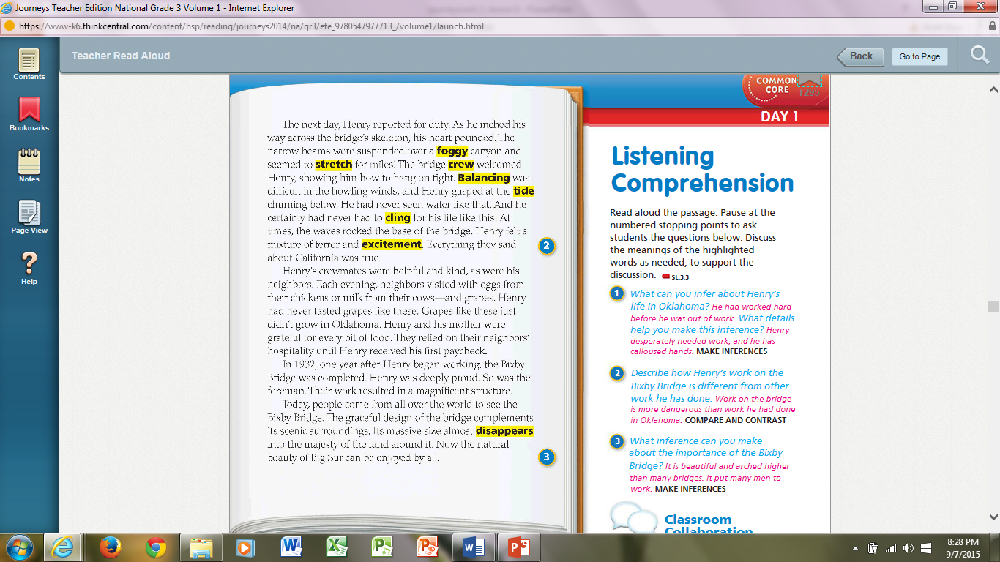 Journeys Teacher Edition National Grade 3 Volume 1 - Internet Explorer
https://www-k6.thinkcentral.com/content/hsp/reading/journeys2014/na/gr3/ete_9780547977713_/volume1/launch.html
Teacher Read Aloud
Back
Go to Page
Contents
Bookmarks
Notes
Page View
Help
The next day, Henry reported for duty. As he inched his
way across the bridge's skeleton, his heart pounded. The
narrow beams were suspended over a foggy canyon and
seemed to stretch for miles! The bridge crew welcomed
Henry, showing him how to hang on tight. Balancing was
difficult in the howling winds, and Henry gasped at the tide
churning below. He had never seen water like that. And he
certainly had never had to cling for his life like this! At
times, the waves rocked the base of the bridge. Henry felt a
mixture of terror and excitement. Everything they said
about California was true.
2
Henry's crewmates were helpful and kind, as were his
neighbors. Each evening, neighbors visited with eggs from
their chickens or milk from their cows—and grapes. Henry
had never tasted grapes like these. Grapes like these just
didn't grow in Oklahoma. Henry and his mother were
grateful for every bit of food. They relied on their neighbors'
hospitality until Henry received his first paycheck.
In 1932, one year after Henry began working, the Bixby
Bridge was completed. Henry was deeply proud. So was the
foreman. Their work resulted in a magnificent structure.
Today, people come from all over the world to see the
Bixby Bridge. The graceful design of the bridge complements
its scenic surroundings. Its massive size almost disappears
into the majesty of the land around it. Now the natural
beauty of Big Sur can be enjoyed by all.
3
COMMON
CORE
T295
DAY 1
Listening
Comprehension
Read aloud the passage. Pause at the
numbered stopping points to ask
students the questions below. Discuss
the meanings of the highlighted
words as needed, to support the
discussion. SL.3.3
1 What can you infer about Henry's
life in Oklahoma? He had worked hard
before he was out of work. What details
help you make this inference? Henry
desperately needed work, and he has
calloused hands. MAKE INFERENCES
2 Describe how Henry's work on the
Bixby Bridge is different from other
work he has done. Work on the bridge
is more dangerous than work he had done
in Oklahoma. COMPARE AND CONTRAST
3 What inference can you make
about the importance of the Bixby
Bridge? It is beautiful and arched higher
than many bridges. It put many men to
work. MAKE INFERENCES
Classroom
Collaboration
8:28 PM
9/7/2015